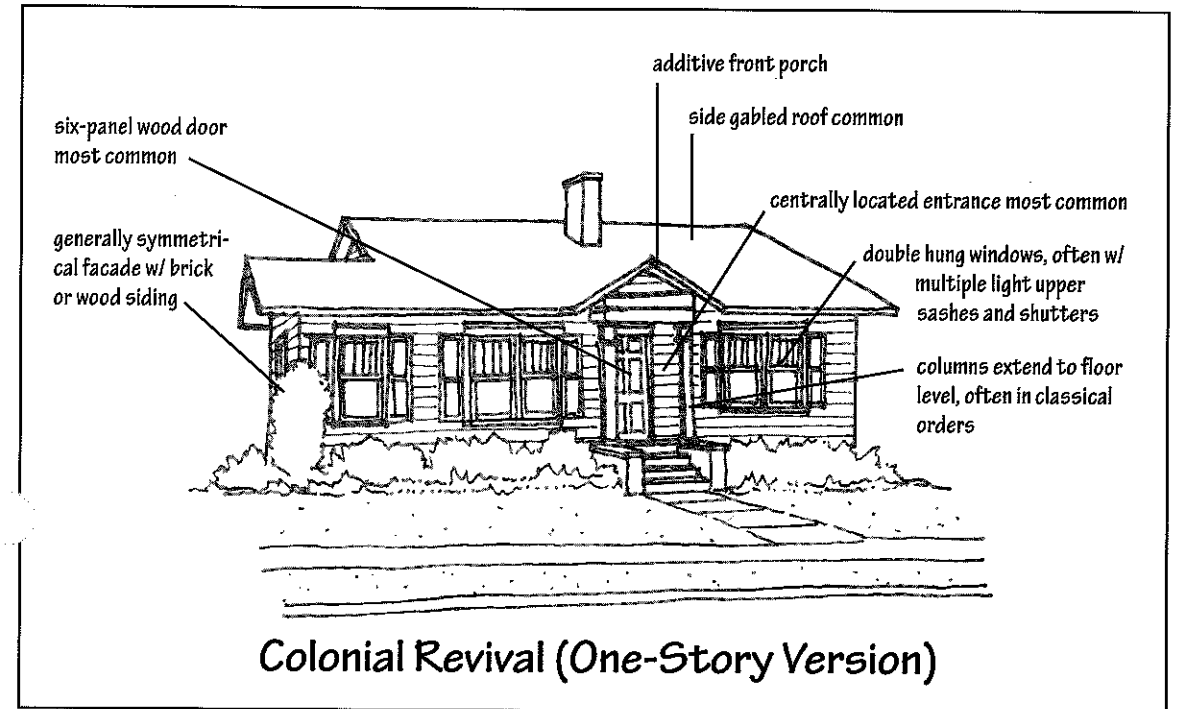 additive front porch
side gabled roof common
six-panel wood door
most common
centrally located entrance most common
generally symmetri-
cal facade w/ brick
or wood siding
double hung windows, often w/
multiple light upper
sashes and shutters
columns extend to floor
level, often in classical
orders
Colonial Revival (One-Story Version)